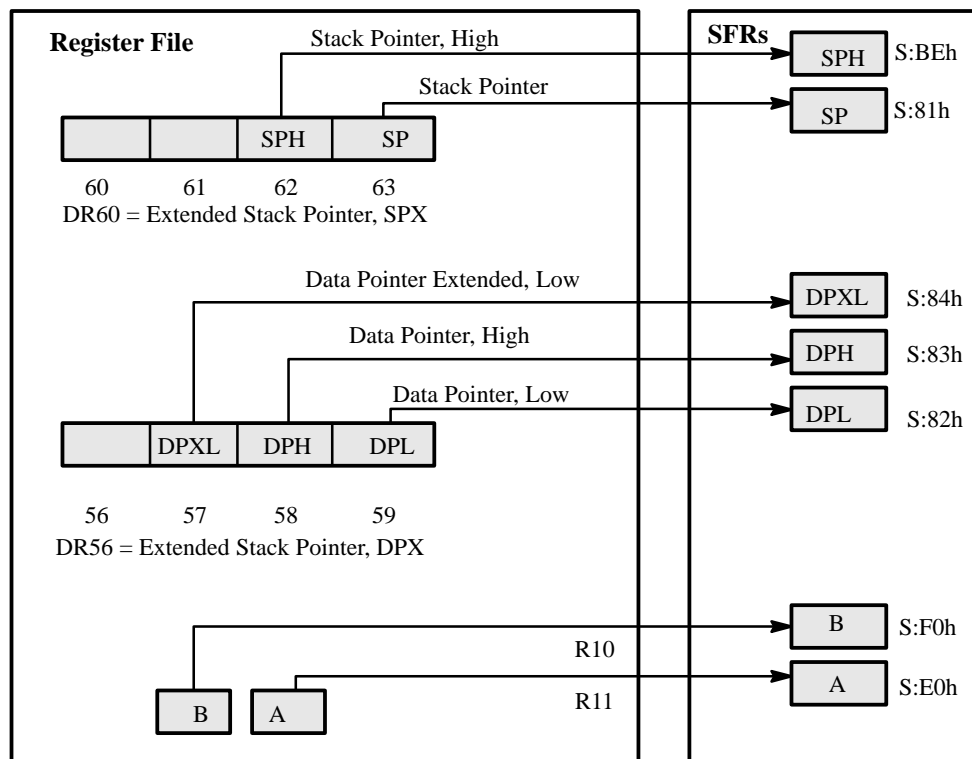 Register File
SFRs
Stack Pointer, High
SPH
S:BEh
Stack Pointer
SP
S:81h
SPH SP
60 61 62 63
DR60 = Extended Stack Pointer, SPX
Data Pointer Extended, Low
DPXL
S:84h
Data Pointer, High
DPH
S:83h
Data Pointer, Low
DPL
S:82h
DPXL DPH DPL
56 57 58 59
DR56 = Extended Stack Pointer, DPX
B
S:F0h
R10
A
S:E0h
R11
B A